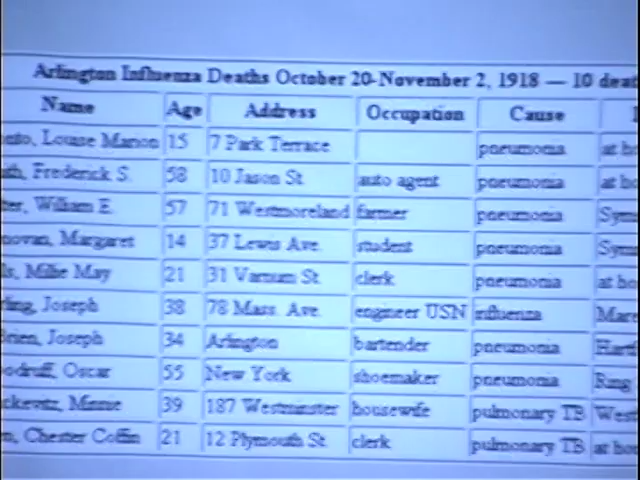 Arlington Influenza Deaths October 20-November 2, 1918 — 10
Name Age Address Occupation Cause
Louise Marion 15 7 Park Terrace pneumonia at
Frederick S. 58 10 Jason St. auto agent pneumonia at
William E. 57 71 Westmoreland farmer pneumonia
Margaret 14 37 Lewis Ave. student pneumonia
Millie May 21 31 Varnum St. clerk pneumonia at
Joseph 38 78 Mass. Ave. engineer USN influenza
Joseph 34 Arlington bartender pneumonia
Oscar 55 New York shoemaker pneumonia
Minnie 39 187 Westminster housewife pulmonary TB
Chester Coffin 21 12 Plymouth St. clerk pulmonary TB at